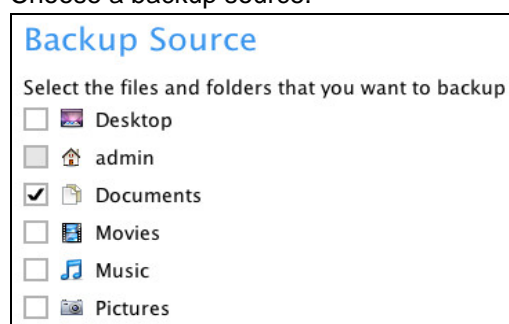 Choose a backup source.
Backup Source
Select the files and folders that you want to backup
Desktop
admin
Documents
Movies
Music
Pictures